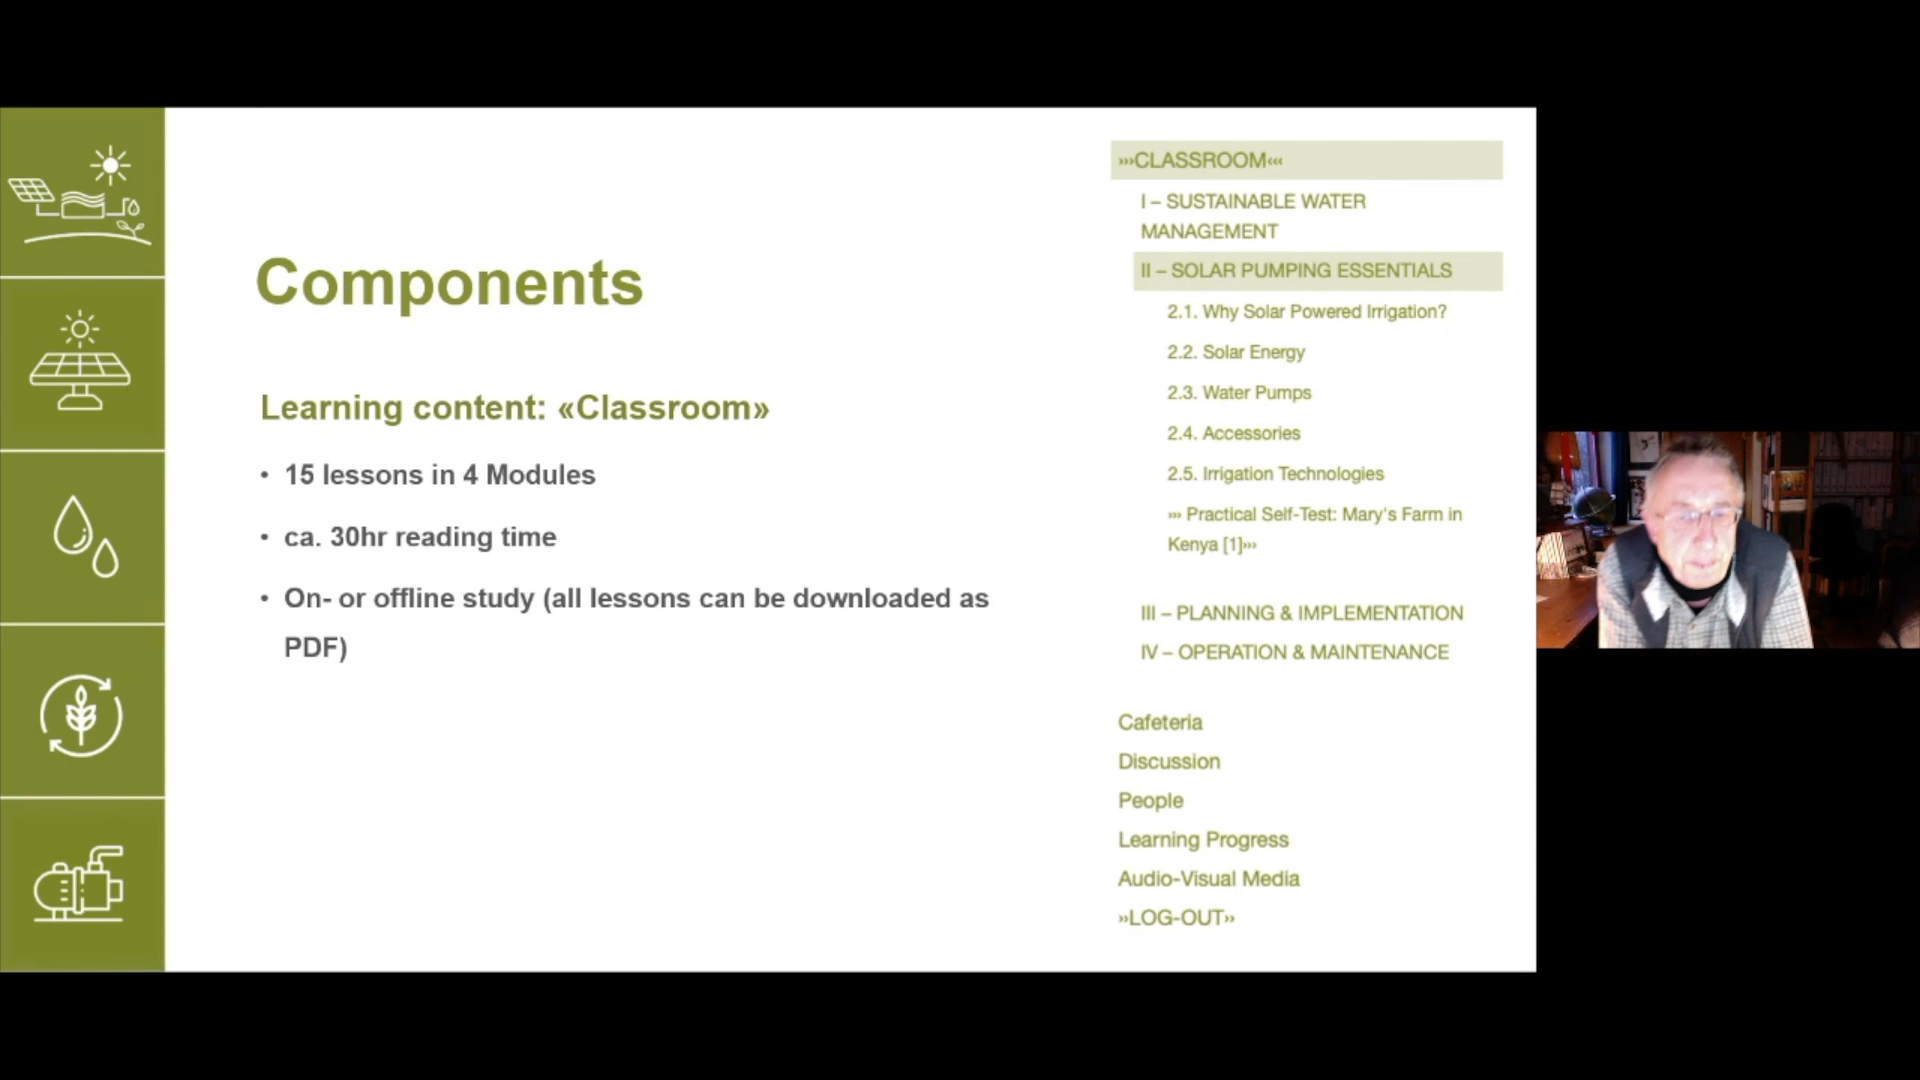 Components
Learning content: «Classroom»
• 15 lessons in 4 Modules
• ca. 30hr reading time
• On- or offline study (all lessons can be downloaded as
PDF)
›››CLASSROOM‹‹‹
I – SUSTAINABLE WATER
MANAGEMENT
II – SOLAR PUMPING ESSENTIALS
2.1. Why Solar Powered Irrigation?
2.2. Solar Energy
2.3. Water Pumps
2.4. Accessories
2.5. Irrigation Technologies
››› Practical Self-Test: Mary's Farm in
Kenya [1]›››
III – PLANNING & IMPLEMENTATION
IV – OPERATION & MAINTENANCE
Cafeteria
Discussion
People
Learning Progress
Audio-Visual Media
››LOG-OUT››